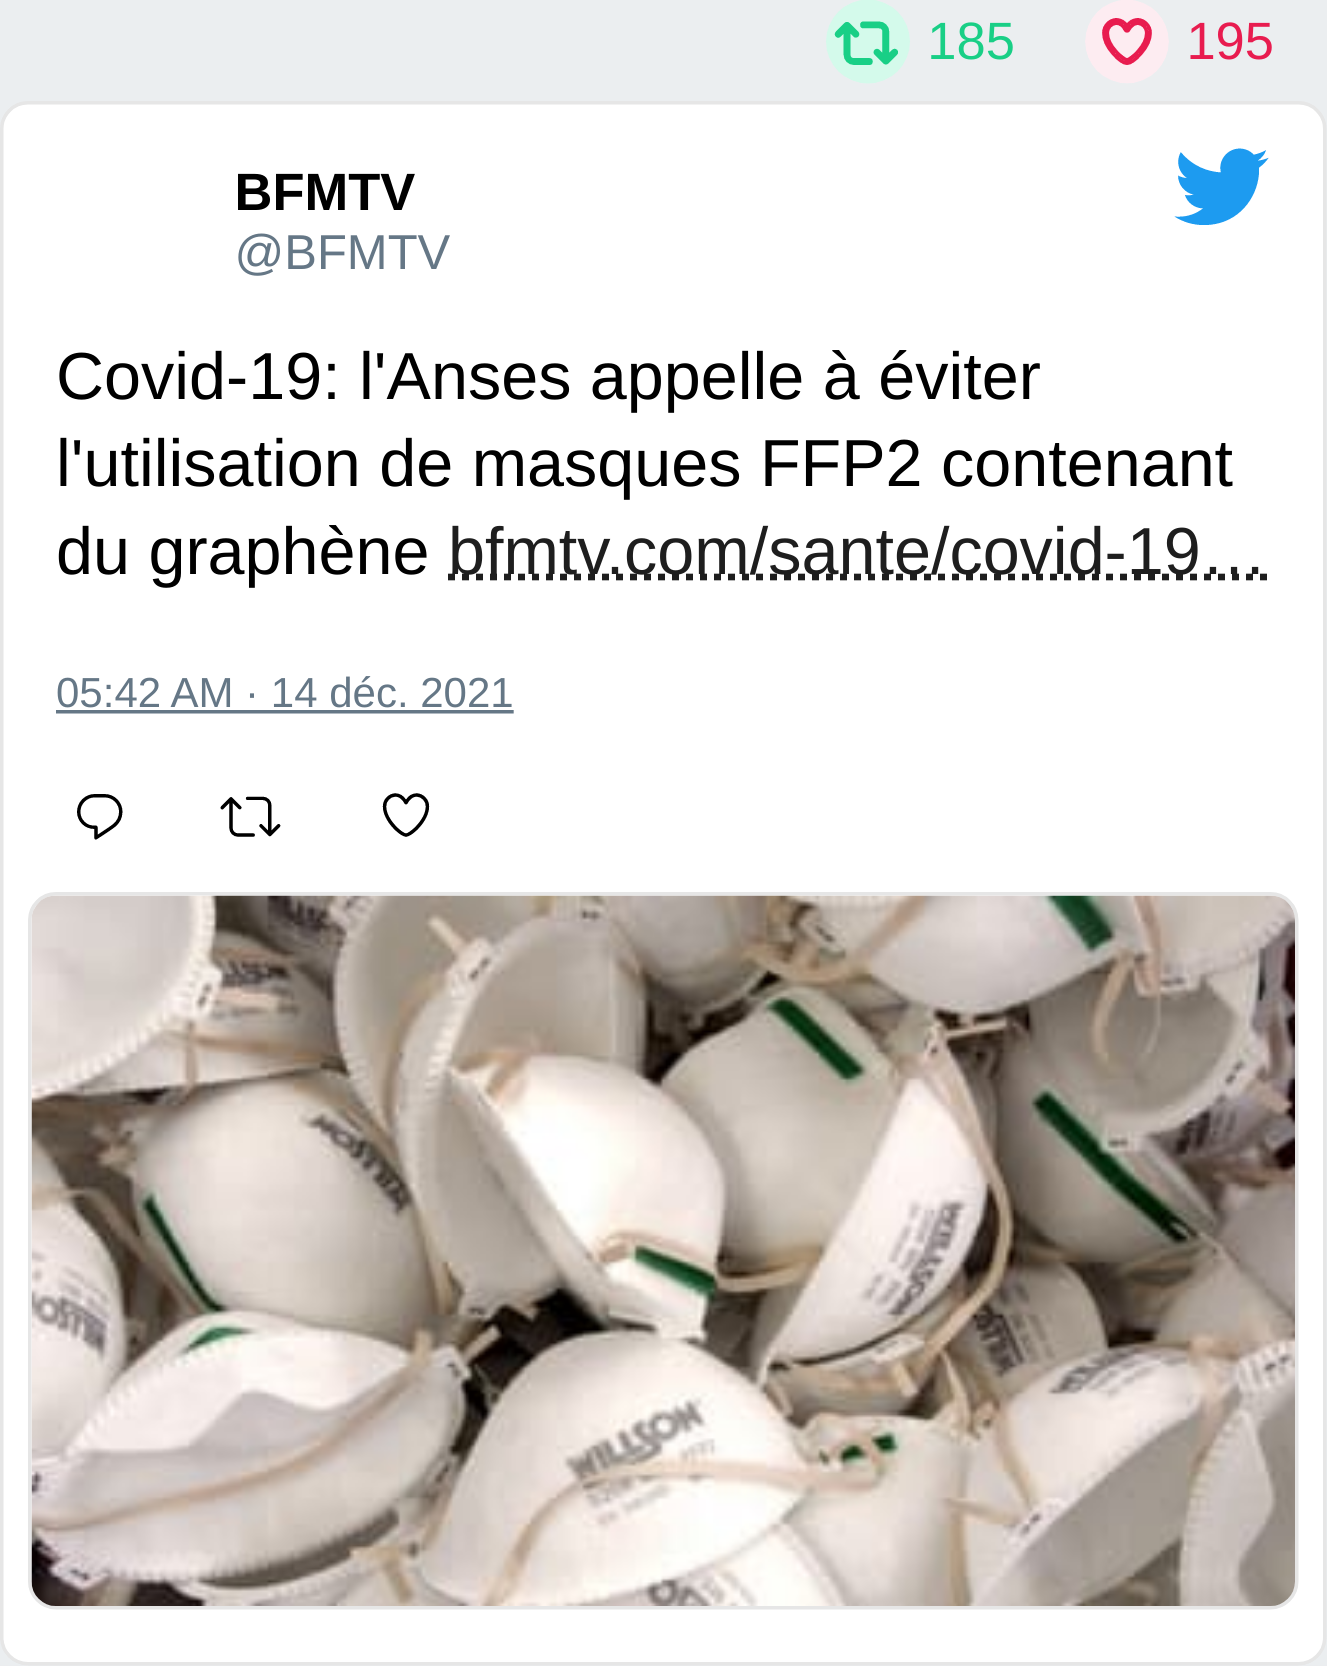 185 195
BFMTV
@BFMTV
Covid-19: l'Anses appelle à éviter
l'utilisation de masques FFP2 contenant
du graphène bfmtv.com/sante/covid-19…
05:42 AM · 14 déc. 2021
WILLSON
WILLSON
WILLSON